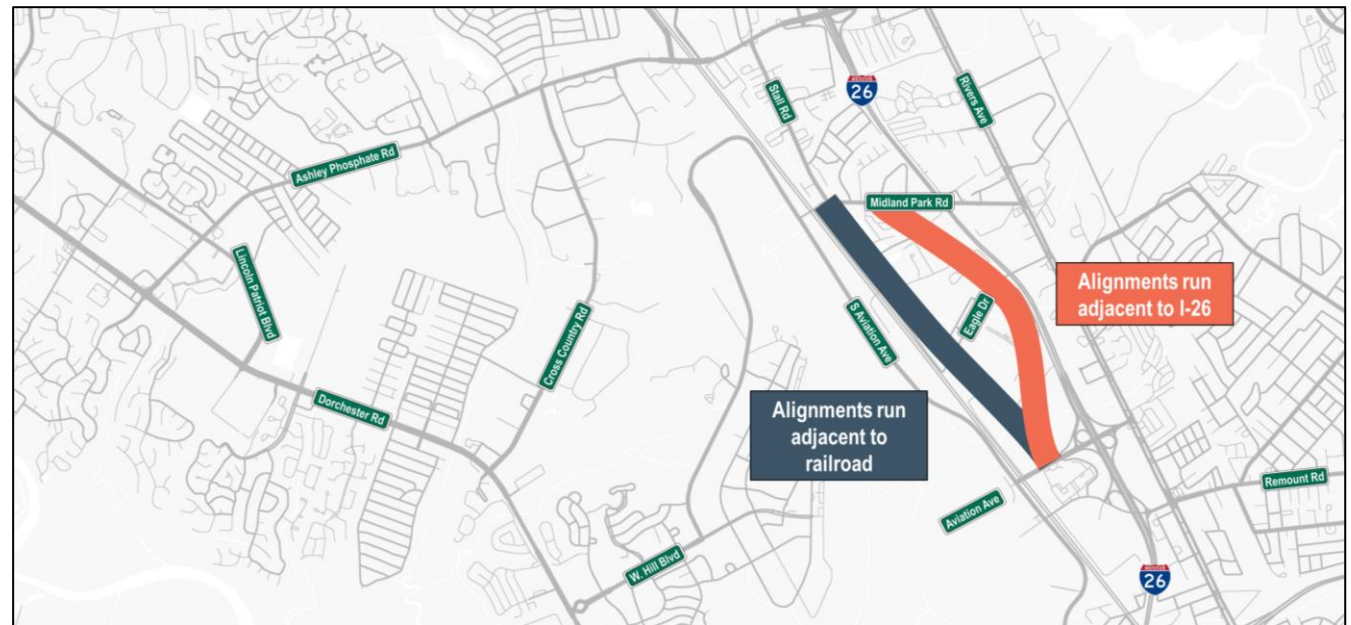 26
Stall Rd
Rivers Ave
Ashley Phosphate Rd
Midland Park Rd
Lincoln Patriot Blvd
Alignments run
adjacent to I-26
Eagle Dr
S Aviation Ave
Cross Country Rd
Dorchester Rd
Alignments run
adjacent to
railroad
Remount Rd
Aviation Ave
W. Hill Blvd
26